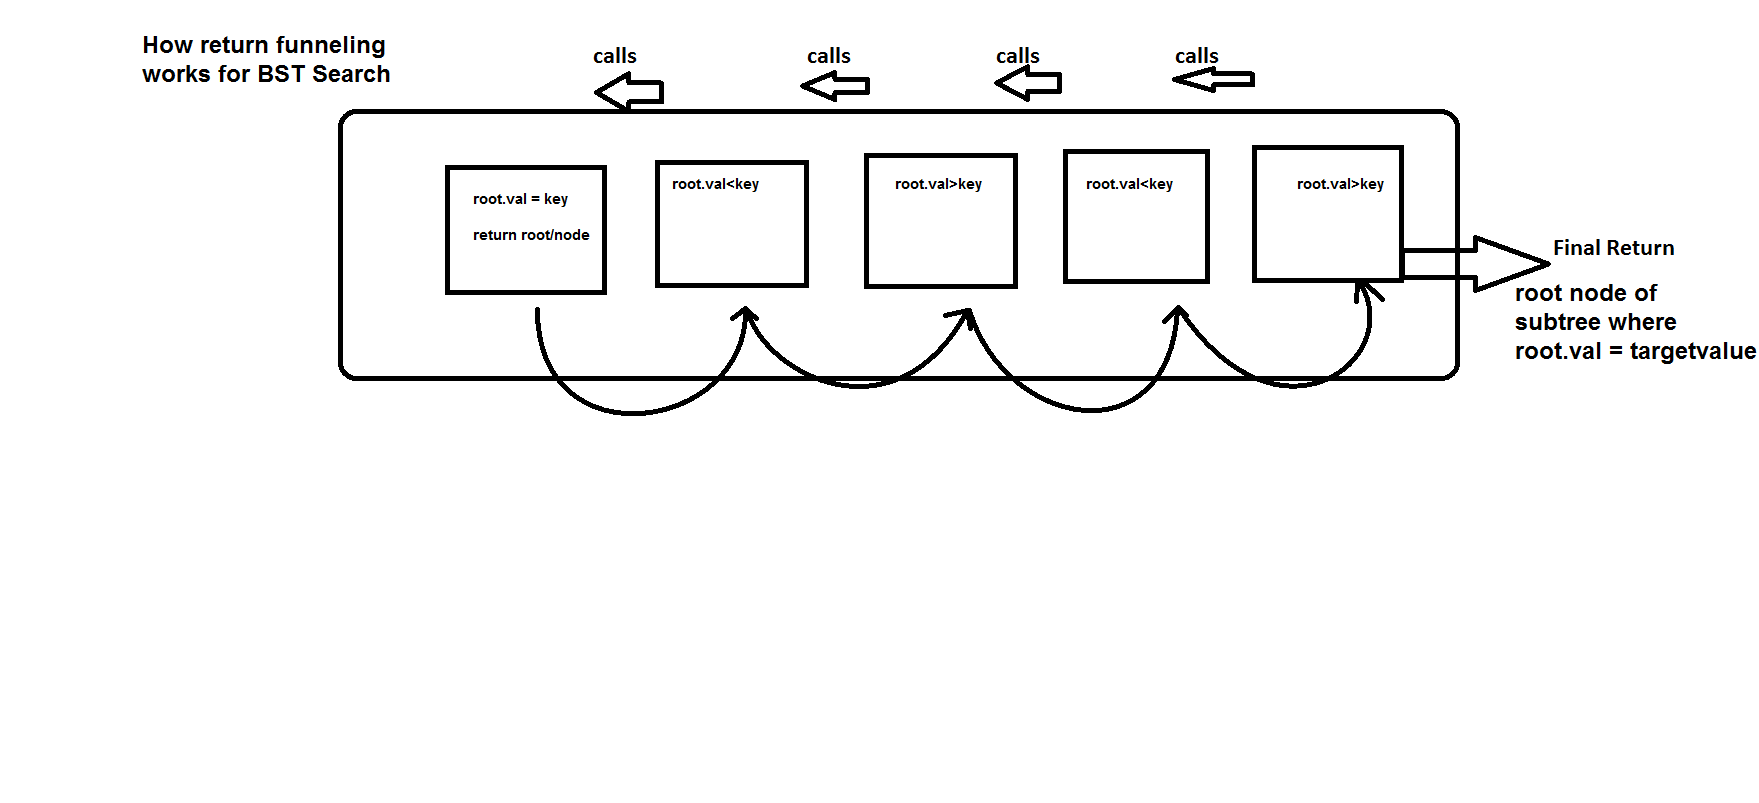 How return funneling
works for BST Search
calls
calls
calls
calls
root.val = key
return root/node
root.val<key
root.val>key
root.val<key
root.val>key
Final Return
root node of
subtree where
root.val = targetvalue